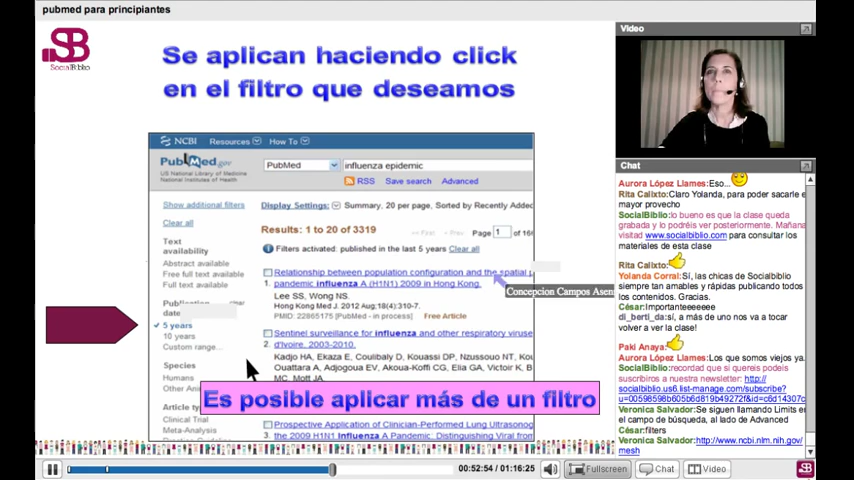 pubmed para principiantes
SB
SocialBiblio
Se aplican haciendo click
en el filtro que deseamos
NCBI Resources How To
PubMed.gov
US National Library of Medicine
National Institutes of Health
PubMed
influenza epidemic
RSS Save search Advanced
Show additional filters
Clear all
Text
availability
Abstract available
Free full text available
Full text available
Publication
dates
5 years
10 years
Custom range...
Species
Humans
Other Animals
Article
Clinical Trial
Meta-Analysis
Display Settings: Summary, 20 per page, Sorted by Recently Added
Results: 1 to 20 of 3319
Page 1 of
Filters activated: published in the last 5 years Clear all
Relationship between population configuration and the spatial
1. pandemic influenza A (H1N1) 2009 in Hong Kong.
Lee SS, Wong NS.
Hong Kong Med J. 2012 Aug;18(4):310-7.
PMID: 22865175 [PubMed - in process] Free Article
Concepcion Campos Asen
Sentinel surveillance for influenza and other respiratory viruse
2. d'Ivoire, 2003-2010.
Kadjo HA, Ekaza E, Coulibaly D, Kouassi DP, Nzussouo NT, Kou
Ouattara A, Adjogoua EV, Akoua-Koffi CG, Elia GA, Victoir K, Di
MC, Mott JA.
Es posible aplicar más de un filtro
Prospective Application of Clinician-Performed Lung Ultrasono
3. the 2009 H1N1 Influenza A Pandemic: Distinguishing Viral from
Video
Chat
Aurora López Llames:Eso...
Rita Calixto:Claro Yolanda, para poder sacarle el
mayor provecho
SocialBiblio:lo bueno es que la clase queda
grabada y lo podréis ver posteriormente. Mañana
visitad www.socialbiblio.com para consultar los
materiales de esta clase
Rita Calixto:
Yolanda Corral:Sí, las chicas de Socialbiblio
siempre tan amables y rápidas publicando todos
los contenidos. Gracias.
César:Importanteeeeeee
di_berti_da:sí, a más de uno nos va a tocar
volver a ver la clase!
Paki Anaya:
Aurora López Llames:Los que somos viejos ya..
SocialBiblio:recordad que si quereis podeis
suscribiros a nuestra newsletter: http://
socialbiblio.us6.list-manage.com/subscribe?
Veronica Salvador:Se siguen llamando Limits en
el campo de búsqueda, al lado de Advanced
César:filters
Veronica Salvador:http://www.ncbi.nlm.nih.gov/
mesh
00:52:54 / 01:16:25
Fullscreen
Chat
Video